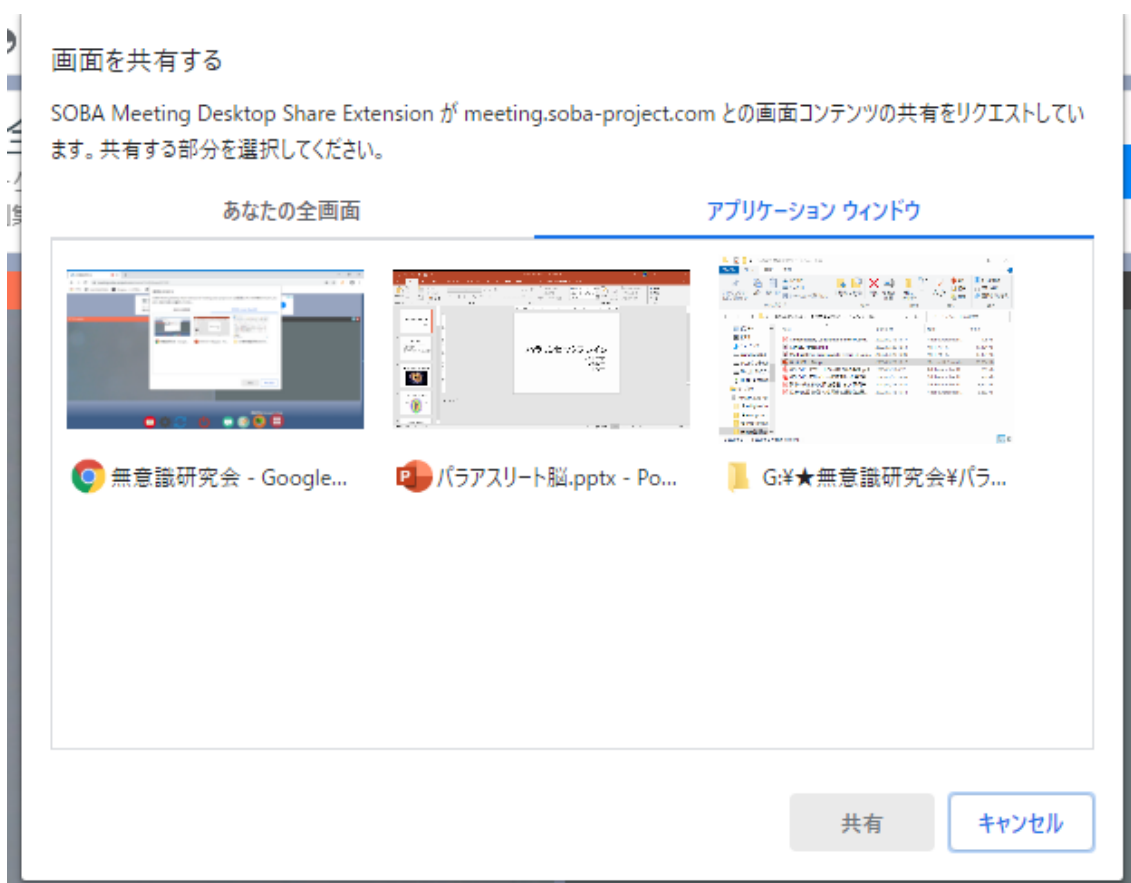 画面を共有する
SOBA Meeting Desktop Share Extension が meeting.soba-project.com との画面コンテンツの共有をリクエストしてい
ます。共有する部分を選択してください。
あなたの全画面
アプリケーション ウィンドウ
無意識研究会 - Google...
パラアスリート脳.pptx - Po...
G:¥★無意識研究会¥パラ...
共有
キャンセル